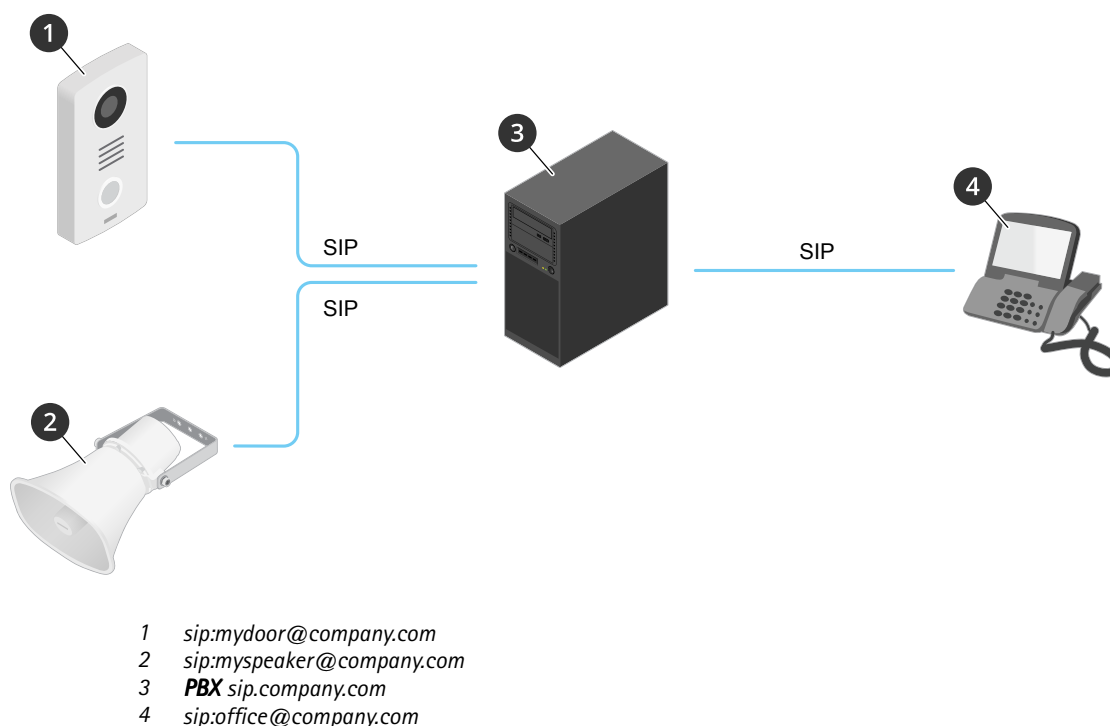 1
3
4
SIP
SIP
SIP
2
1 sip:mydoor@company.com
2 sip:myspeaker@company.com
3 PBX sip.company.com
4 sip:office@company.com